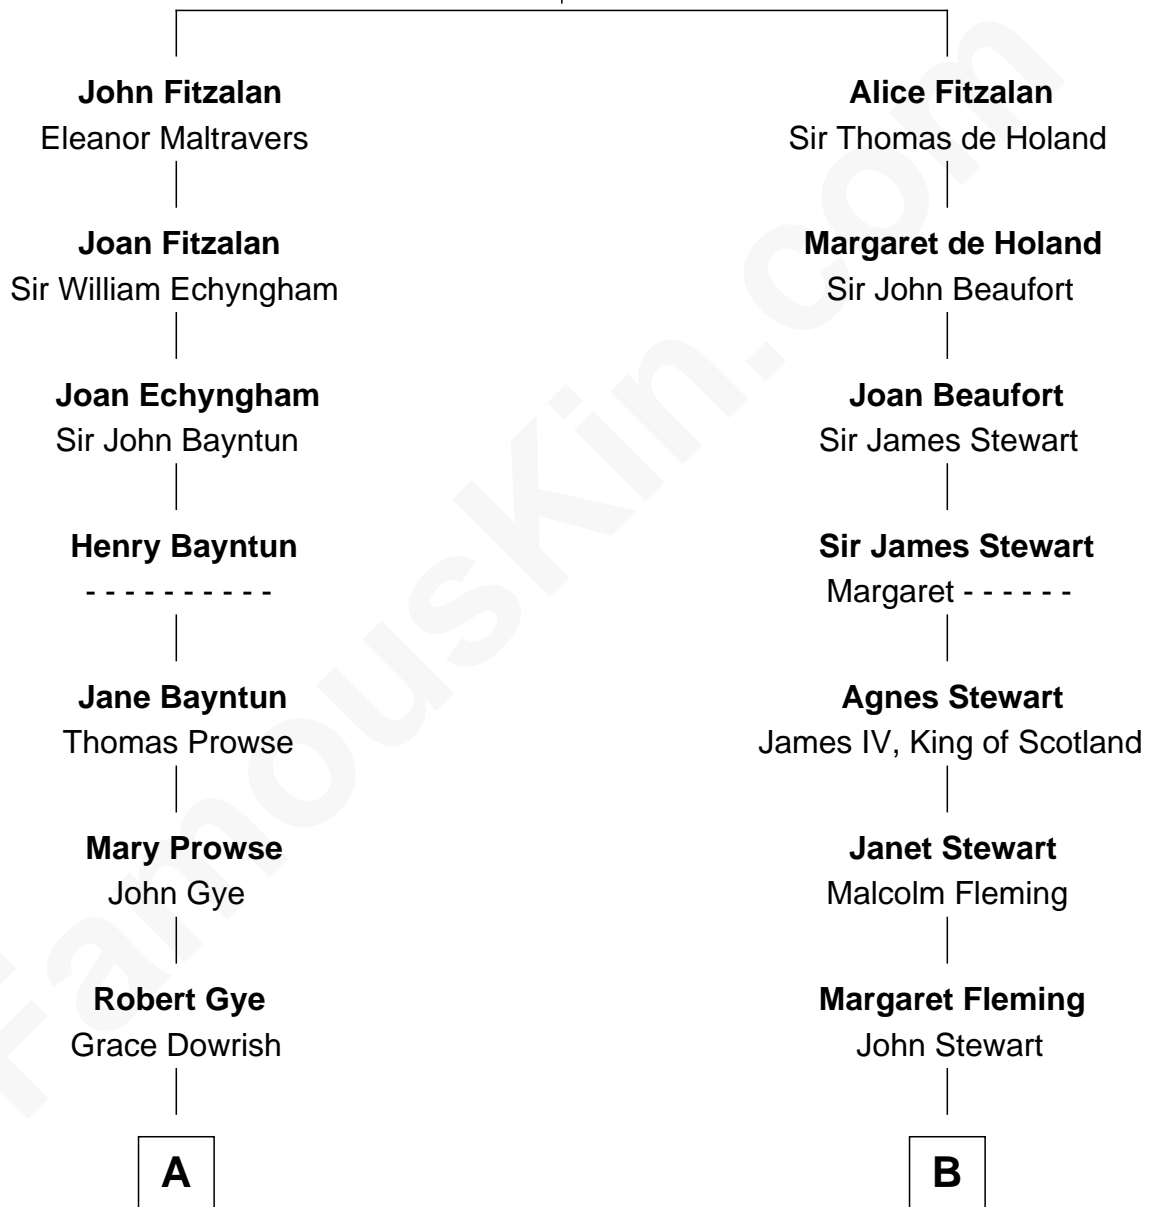 John Fitzalan
Eleanor Maltravers
Joan Fitzalan
Sir William Echyngham
Joan Echyngham
Sir John Bayntun
Henry Bayntun
- - - - - - - - - -
Jane Bayntun
Thomas Prowse
Mary Prowse
John Gye
Robert Gye
Grace Dowrish
A
Alice Fitzalan
Sir Thomas de Holand
Margaret de Holand
Sir John Beaufort
Joan Beaufort
Sir James Stewart
Sir James Stewart
Margaret - - - - - -
Agnes Stewart
James IV, King of Scotland
Janet Stewart
Malcolm Fleming
Margaret Fleming
John Stewart
B
FamousKin.com